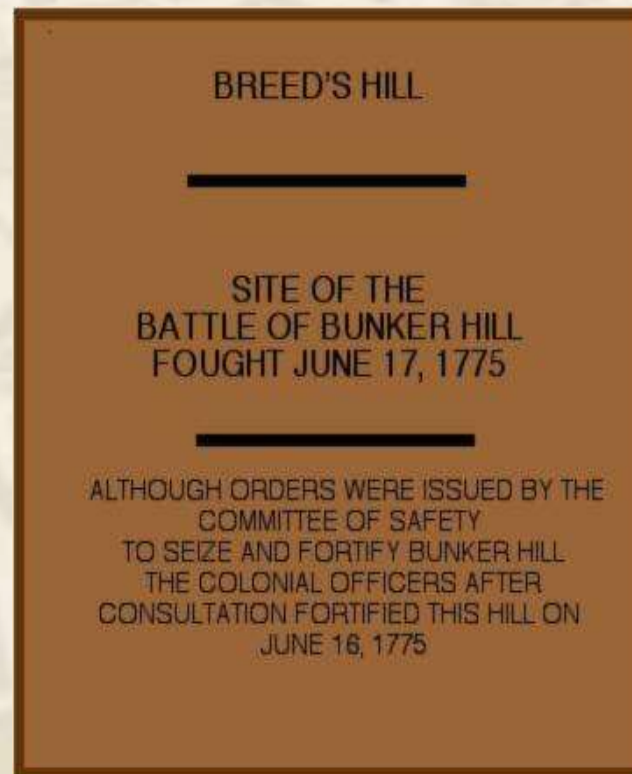 BREED'S HILL
SITE OF THE
BATTLE OF BUNKER HILL
FOUGHT JUNE 17, 1775
ALTHOUGH ORDERS WERE ISSUED BY THE
COMMITTEE OF SAFETY
TO SEIZE AND FORTIFY BUNKER HILL
THE COLONIAL OFFICERS AFTER
CONSULTATION FORTIFIED THIS HILL ON
JUNE 16, 1775